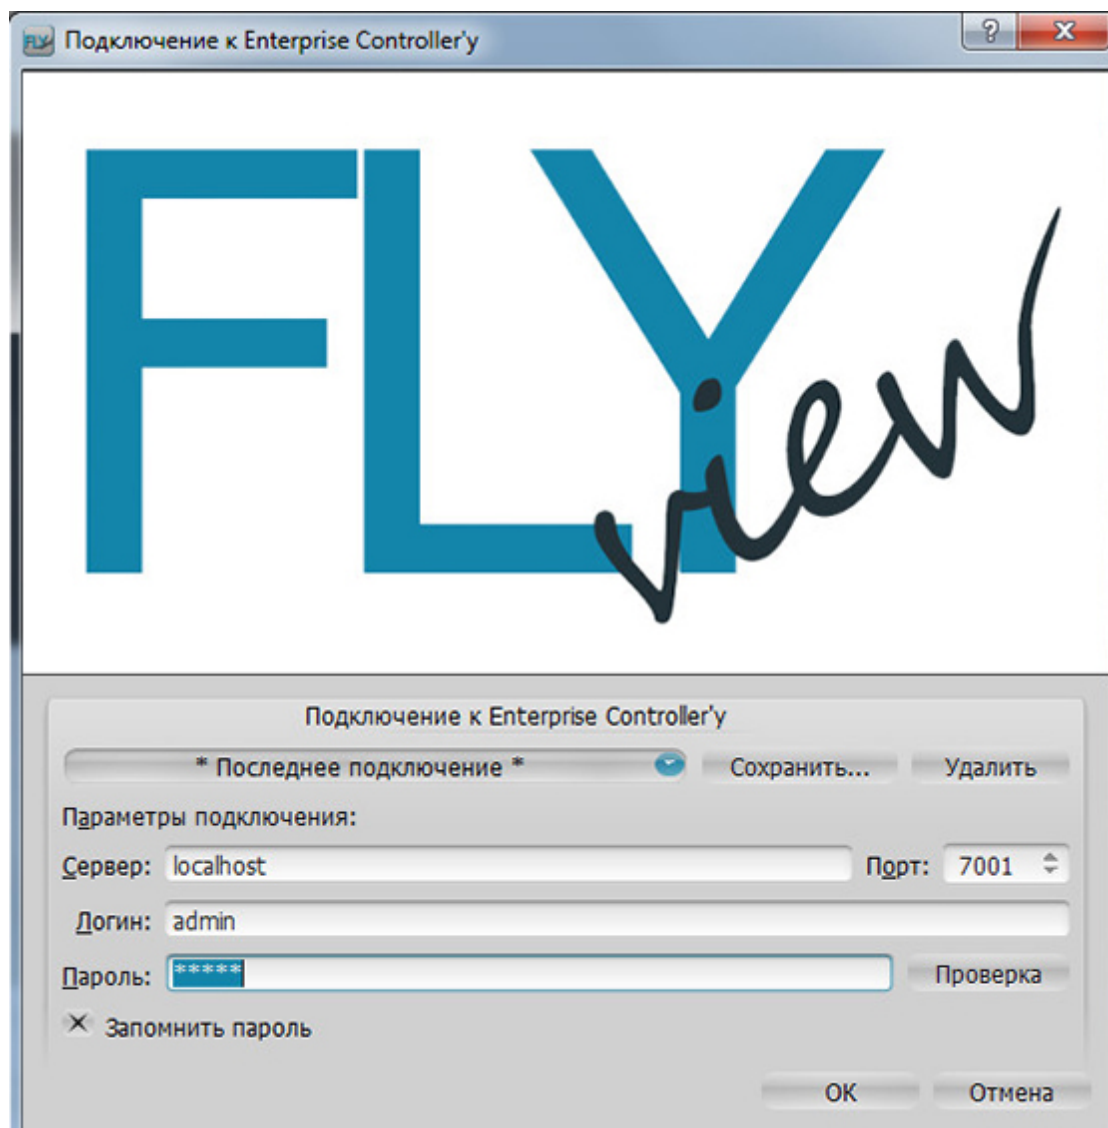 FLY Подключение к Enterprise Controller'у ?
FLY
view
Подключение к Enterprise Controller'у
* Последнее подключение * Сохранить... Удалить
Параметры подключения:
Сервер: localhost Порт: 7001
Логин: admin
Пароль: ***** Проверка
Запомнить пароль
OK Отмена